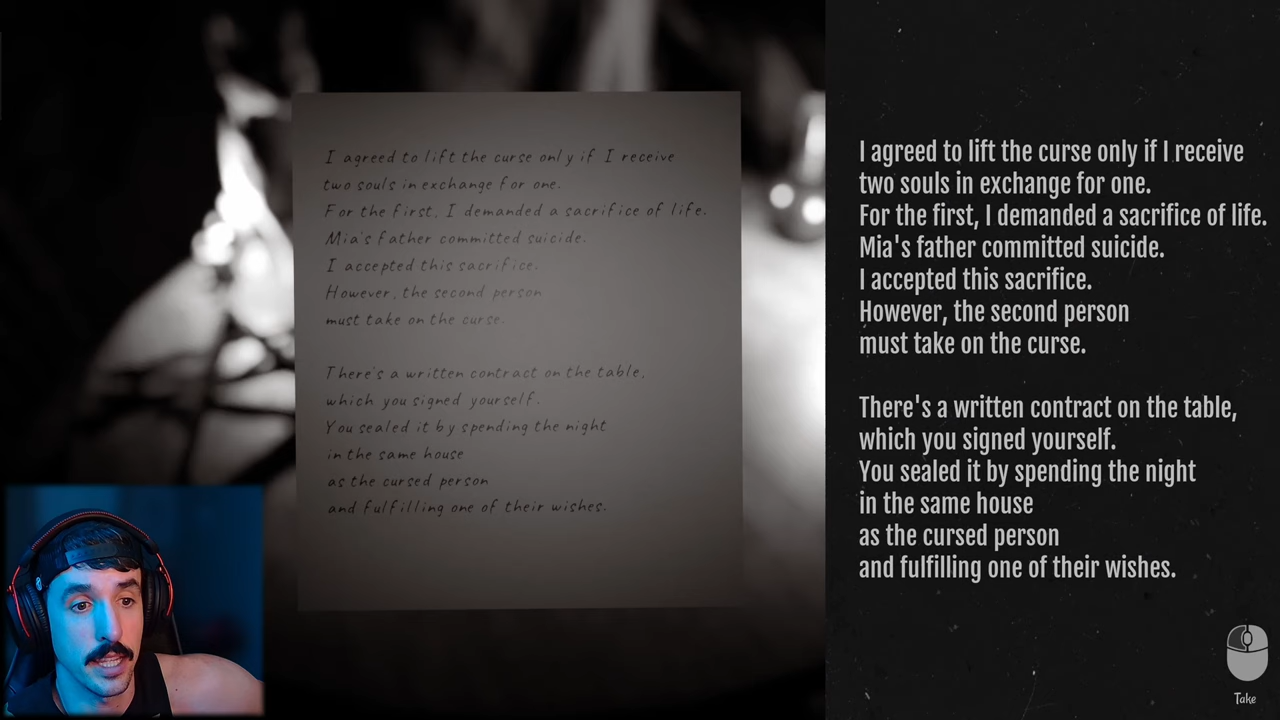 I agreed to lift the curse only if I receive
two souls in exchange for one.
For the first, I demanded a sacrifice of life.
Mia's father committed suicide.
I accepted this sacrifice.
However, the second person
must take on the curse.
There's a written contract on the table,
which you signed yourself.
You sealed it by spending the night
in the same house
as the cursed person
and fulfilling one of their wishes.
I agreed to lift the curse only if I receive
two souls in exchange for one.
For the first, I demanded a sacrifice of life.
Mia's father committed suicide.
I accepted this sacrifice.
However, the second person
must take on the curse.
There's a written contract on the table,
which you signed yourself.
You sealed it by spending the night
in the same house
as the cursed person
and fulfilling one of their wishes.
Take